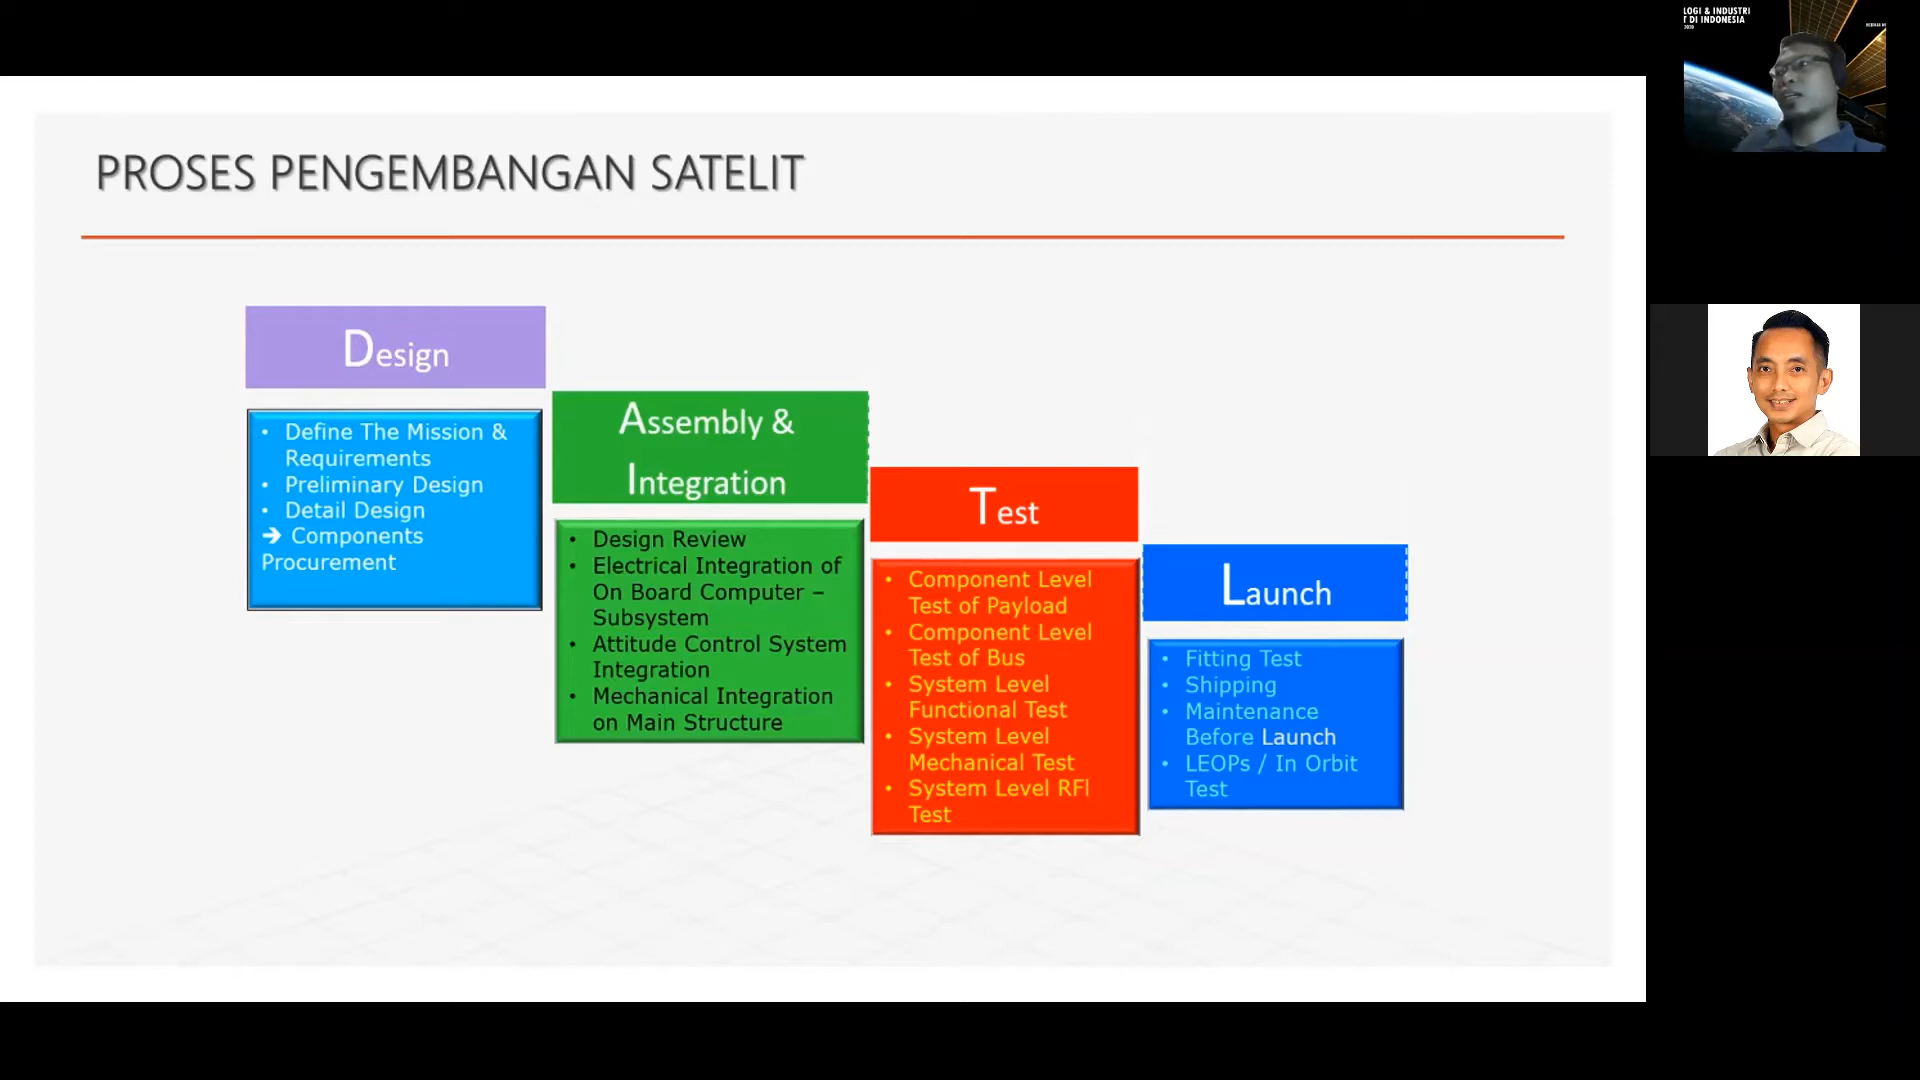 LOGI & INDUSTRI
T DI INDONESIA
2020
PROSES PENGEMBANGAN SATELIT
Design
• Define The Mission &
Requirements
• Preliminary Design
• Detail Design
➔ Components
Procurement
Assembly &
Integration
• Design Review
• Electrical Integration of
On Board Computer –
Subsystem
• Attitude Control System
Integration
• Mechanical Integration
on Main Structure
Test
• Component Level
Test of Payload
• Component Level
Test of Bus
• System Level
Functional Test
• System Level
Mechanical Test
• System Level RFI
Test
Launch
• Fitting Test
• Shipping
• Maintenance
Before Launch
• LEOPs / In Orbit
Test